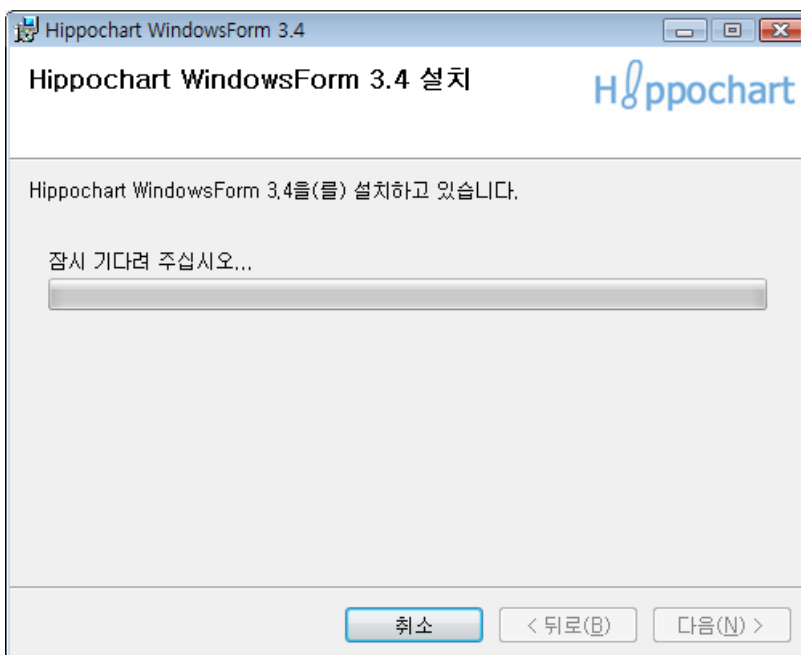 Hippochart WindowsForm 3.4
Hippochart WindowsForm 3.4 설치
Hippochart
Hippochart WindowsForm 3.4을(를) 설치하고 있습니다.
잠시 기다려 주십시오...
취소
< 뒤로(B)
다음(N) >